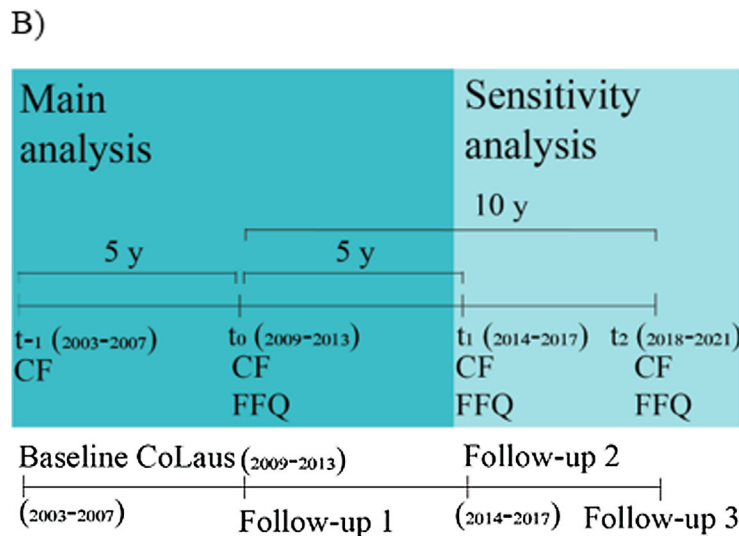 B)
Main
analysis
Sensitivity
analysis
10 y
5 y
5 y
t-1 (2003-2007)
CF
t0 (2009-2013)
CF
FFQ
t1 (2014-2017)
CF
FFQ
t2 (2018-2021)
CF
FFQ
Baseline CoLaus (2009-2013)
Follow-up 2
(2003-2007)
Follow-up 1
(2014-2017)
Follow-up 3